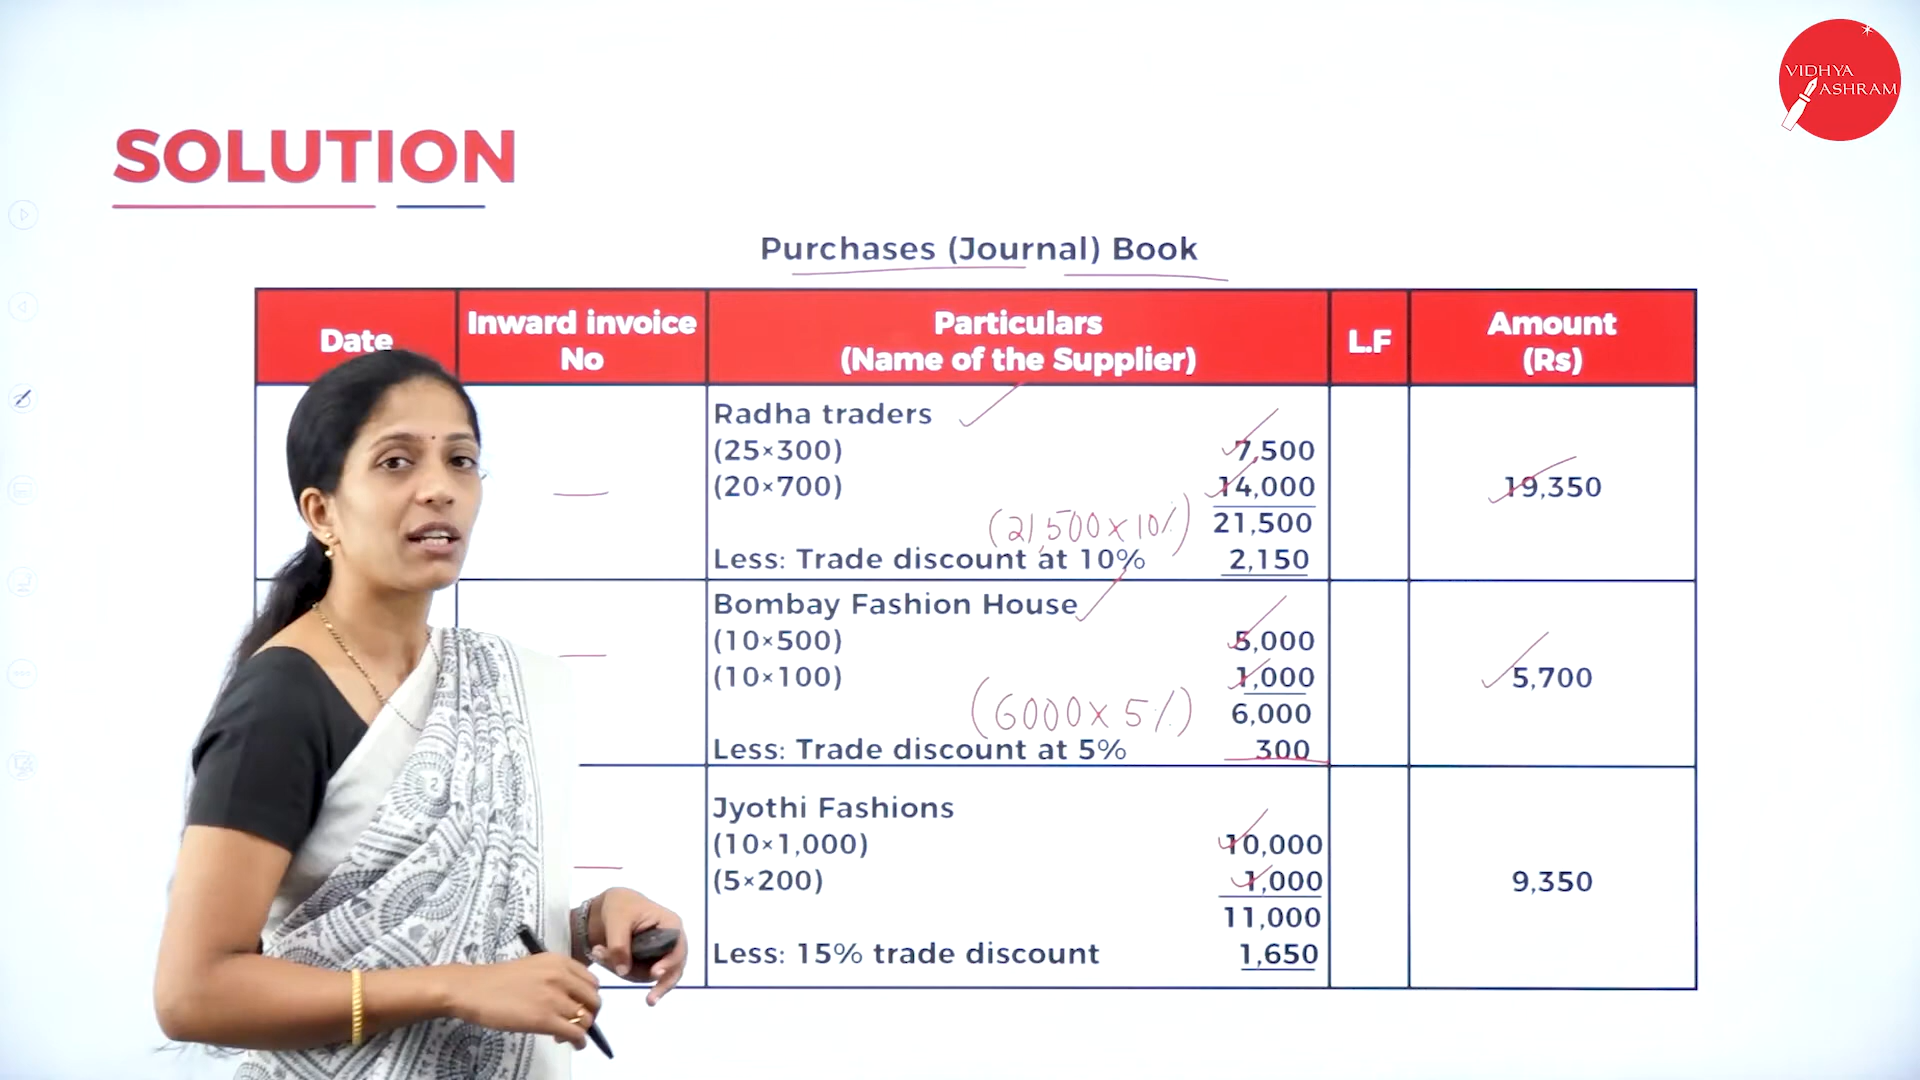 VIDHYA
ASHRAM
SOLUTION
Purchases (Journal) Book
Date
Inward invoice
No
Particulars
(Name of the Supplier)
L.F
Amount
(Rs)
Radha traders
(25×300) 7,500
(20×700) 14,000 19,350
(21,500×10%) 21,500
Less: Trade discount at 10% 2,150
Bombay Fashion House
(10×500) 5,000
(10×100) 1,000 5,700
(6000×5%) 6,000
Less: Trade discount at 5% 300
Jyothi Fashions
(10×1,000) 10,000
(5×200) 1,000 9,350
11,000
Less: 15% trade discount 1,650